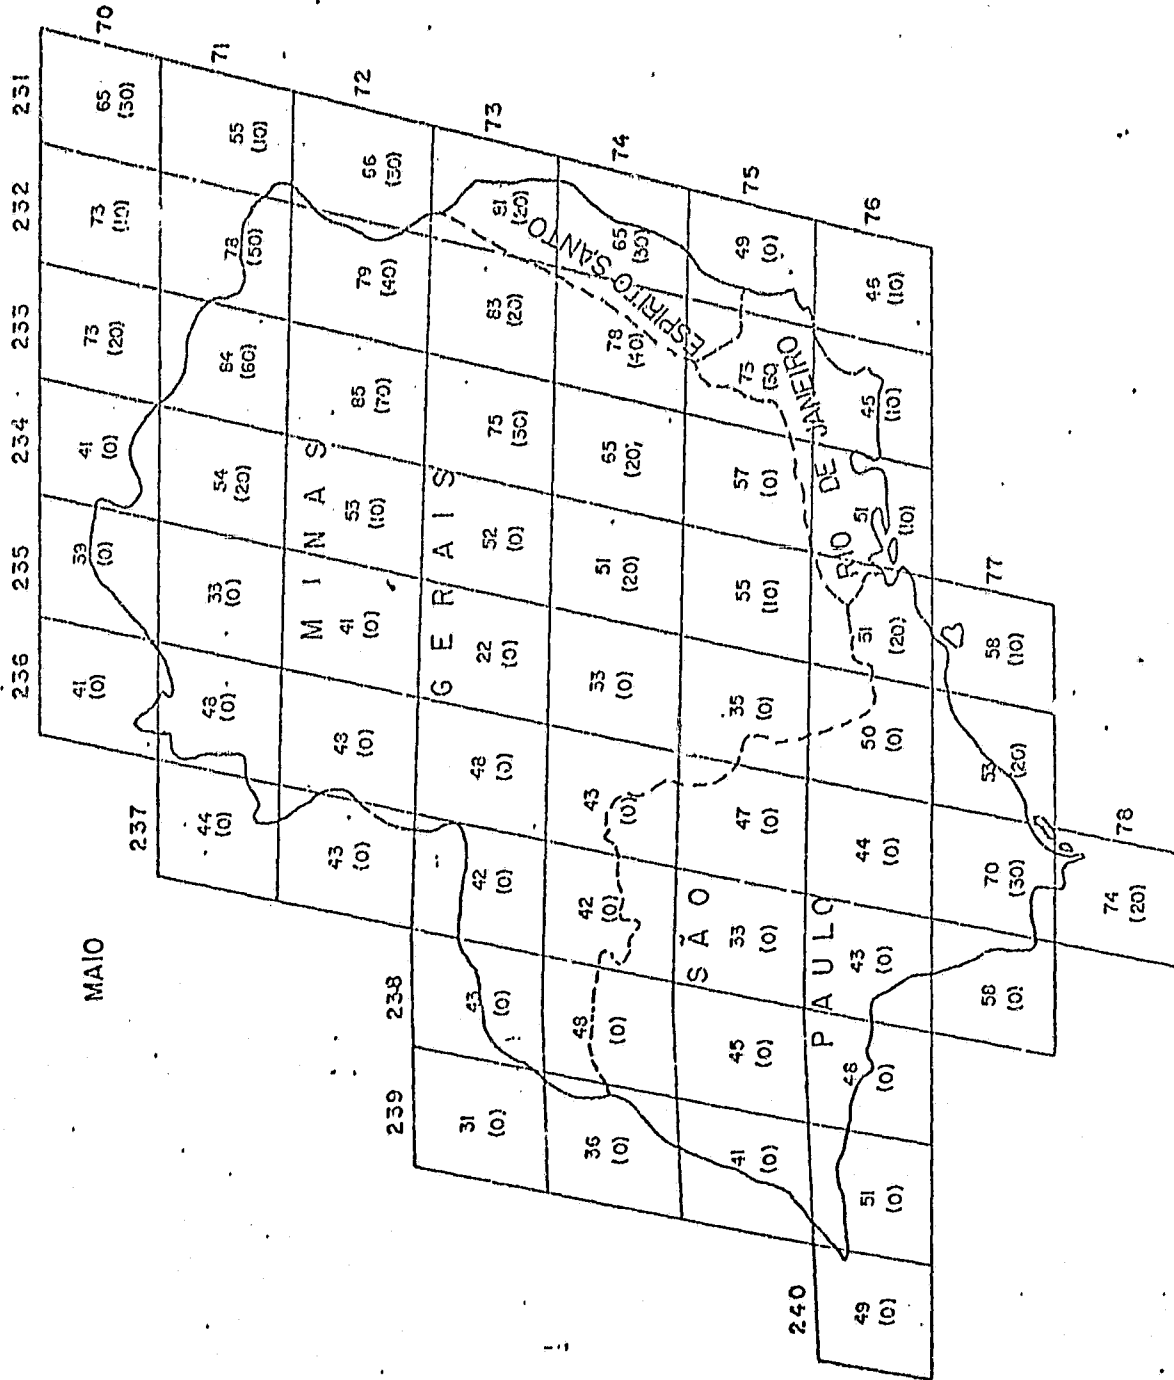 236 235 234 233 232 231
41 39 41 73 73 65 70
(0) (0) (0) (20) (10) (30)
MAIO
237
44 48 33 54 84 78 55 71
(0) (0) (0) (20) (60) (50) (10)
MINAS
43 43 41 53 85 79 66 72
(0) (0) (0) (10) (70) (40) (30)
239 238
GERAIS
31 43 42 48 22 52 75 83 81 73
(0) (0) (0) (0) (0) (0) (30) (20) (20)
ESPIRITO SANTO
36 48 42 43 33 51 65 78 65 74
(0) (0) (0) (0) (0) (20) (20) (40) (30)
SÃO
41 45 33 47 35 55 57 73 49 75
(0) (0) (0) (0) (0) (10) (0) (30) (0)
240
PAULO
RIO DE JANEIRO
49 51 48 43 44 50 51 51 45 46 76
(0) (0) (0) (0) (0) (0) (20) (10) (10) (10)
58 70 53 58 77
(0) (30) (20) (10)
74 78
(20)